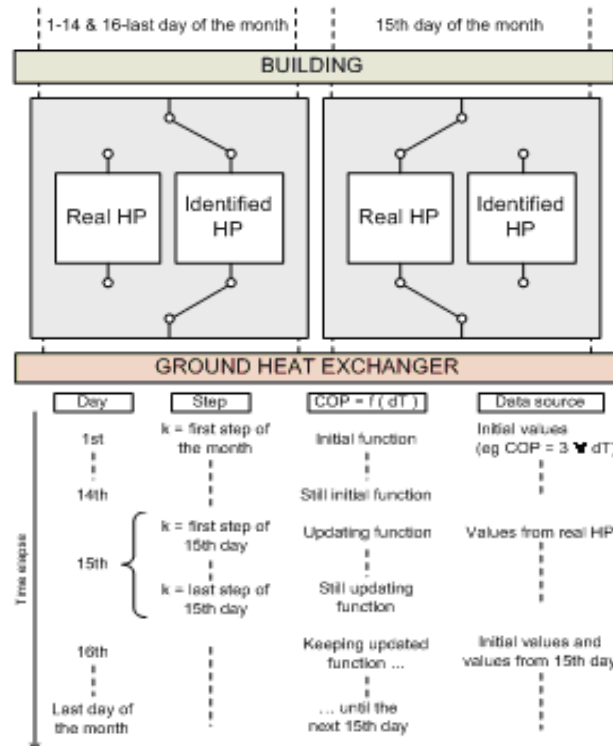 1-14 & 16-last day of the month
15th day of the month
BUILDING
Real HP
Identified
HP
Real HP
Identified
HP
GROUND HEAT EXCHANGER
Day
Step
COP = f ( dT )
Data source
1st
k = first step of
the month
Initial function
Initial values
(eg COP = 3 ∀ dT)
14th
Still initial function
15th
k = first step of
15th day
Updating function
Values from real HP
k = last step of
15th day
Still updating
function
16th
Keeping updated
function ...
Initial values and
values from 15th day
Last day of
the month
... until the
next 15th day
Time elapse